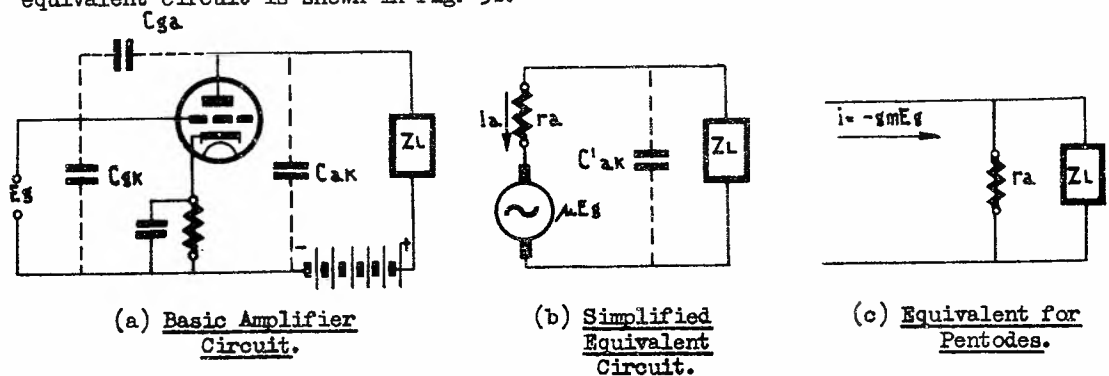 equivalent circuit is shown in Fig.
Cga
Eg
Cgk
Cak
ZL
- +
(a) Basic Amplifier
Circuit.
Ia
ra
μEg
C'ak
ZL
(b) Simplified
Equivalent
Circuit.
i= -gmEg
ra
ZL
(c) Equivalent for
Pentodes.